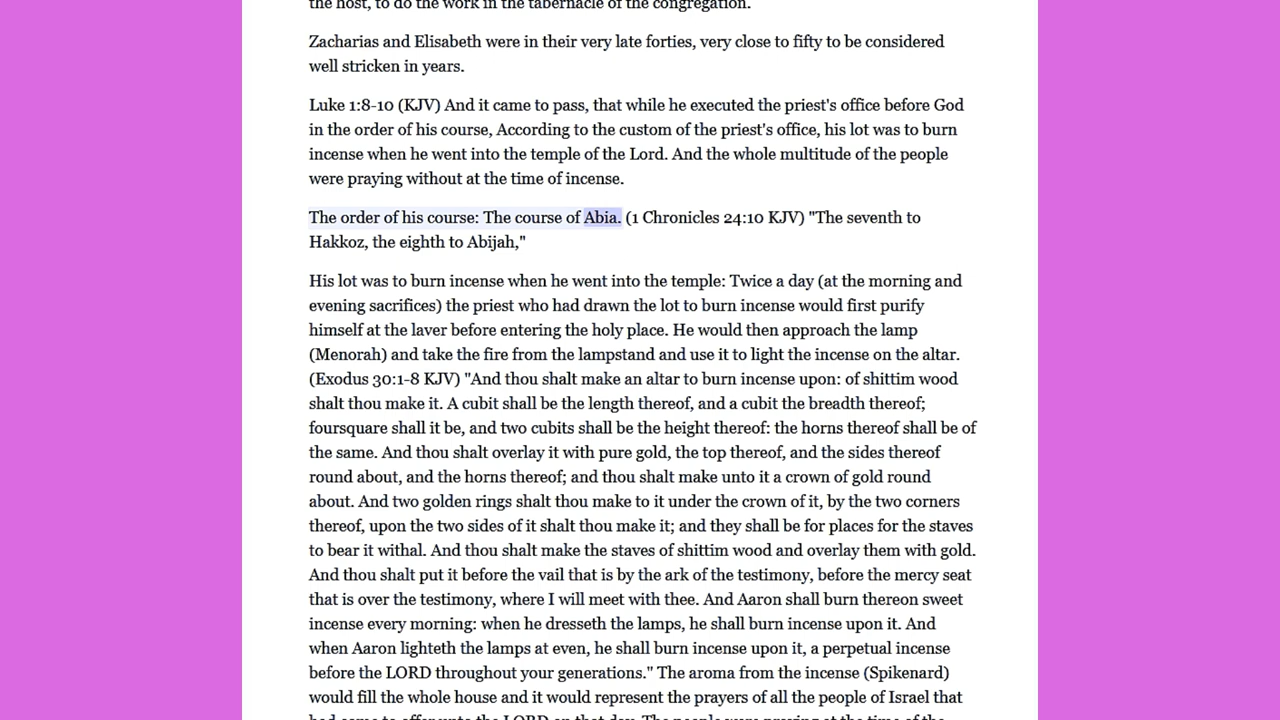 the host, to do the work in the tabernacle of the congregation.
Zacharias and Elisabeth were in their very late forties, very close to fifty to be considered
well stricken in years.
Luke 1:8-10 (KJV) And it came to pass, that while he executed the priest's office before God
in the order of his course, According to the custom of the priest's office, his lot was to burn
incense when he went into the temple of the Lord. And the whole multitude of the people
were praying without at the time of incense.
The order of his course: The course of Abia. (1 Chronicles 24:10 KJV) "The seventh to
Hakkoz, the eighth to Abijah,"
His lot was to burn incense when he went into the temple: Twice a day (at the morning and
evening sacrifices) the priest who had drawn the lot to burn incense would first purify
himself at the laver before entering the holy place. He would then approach the lamp
(Menorah) and take the fire from the lampstand and use it to light the incense on the altar.
(Exodus 30:1-8 KJV) "And thou shalt make an altar to burn incense upon: of shittim wood
shalt thou make it. A cubit shall be the length thereof, and a cubit the breadth thereof;
foursquare shall it be, and two cubits shall be the height thereof: the horns thereof shall be of
the same. And thou shalt overlay it with pure gold, the top thereof, and the sides thereof
round about, and the horns thereof; and thou shalt make unto it a crown of gold round
about. And two golden rings shalt thou make to it under the crown of it, by the two corners
thereof, upon the two sides of it shalt thou make it; and they shall be for places for the staves
to bear it withal. And thou shalt make the staves of shittim wood and overlay them with gold.
And thou shalt put it before the vail that is by the ark of the testimony, before the mercy seat
that is over the testimony, where I will meet with thee. And Aaron shall burn thereon sweet
incense every morning: when he dresseth the lamps, he shall burn incense upon it. And
when Aaron lighteth the lamps at even, he shall burn incense upon it, a perpetual incense
before the LORD throughout your generations." The aroma from the incense (Spikenard)
would fill the whole house and it would represent the prayers of all the people of Israel that
had come to offer unto the LORD on that day. The people were praying at the time of the